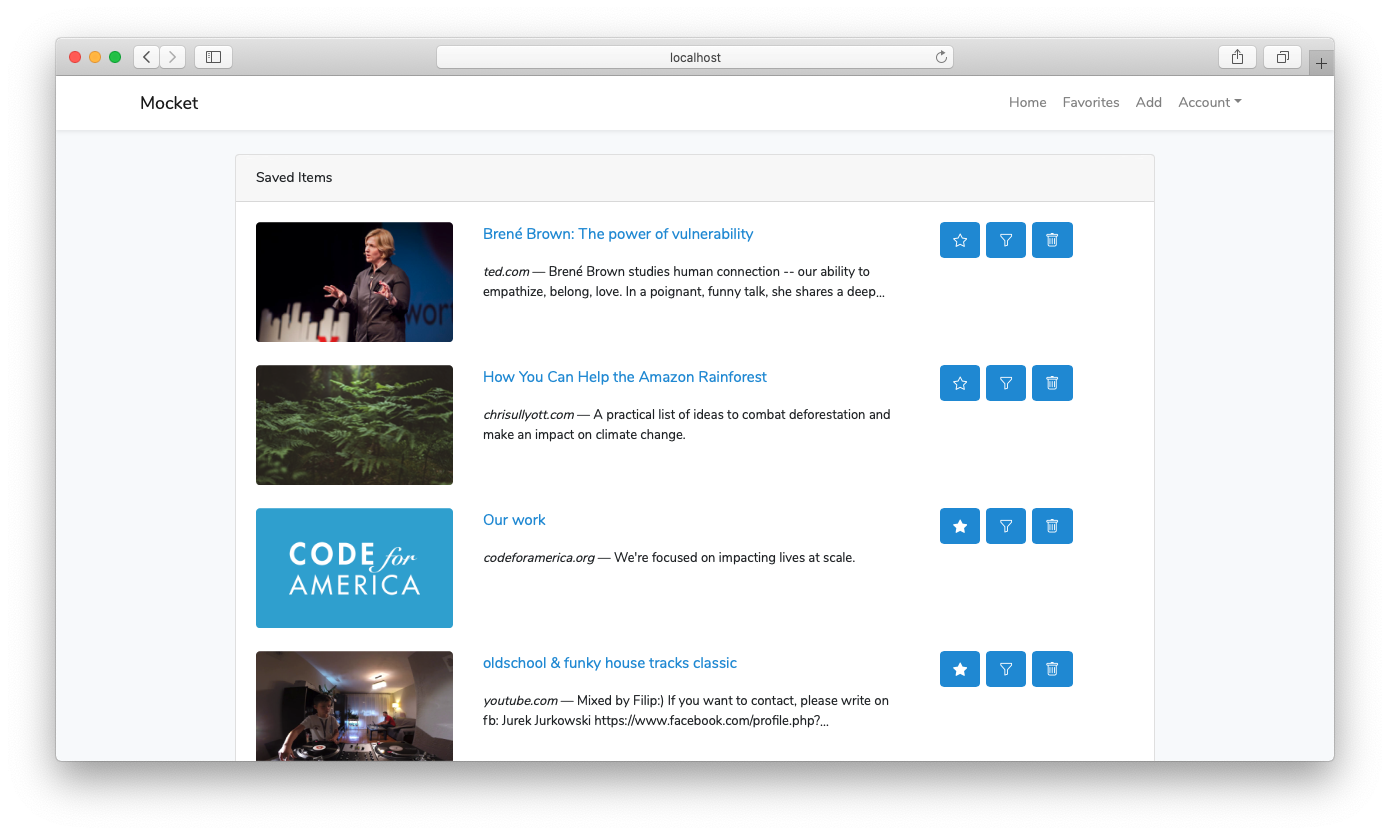 localhost
Mocket
Home Favorites Add Account
Saved Items
Brené Brown: The power of vulnerability
ted.com — Brené Brown studies human connection -- our ability to
empathize, belong, love. In a poignant, funny talk, she shares a deep...
wor
How You Can Help the Amazon Rainforest
chrisullyott.com — A practical list of ideas to combat deforestation and
make an impact on climate change.
CODE for
AMERICA
Our work
codeforamerica.org — We're focused on impacting lives at scale.
oldschool & funky house tracks classic
youtube.com — Mixed by Filip:) If you want to contact, please write on
fb: Jurek Jurkowski https://www.facebook.com/profile.php?...